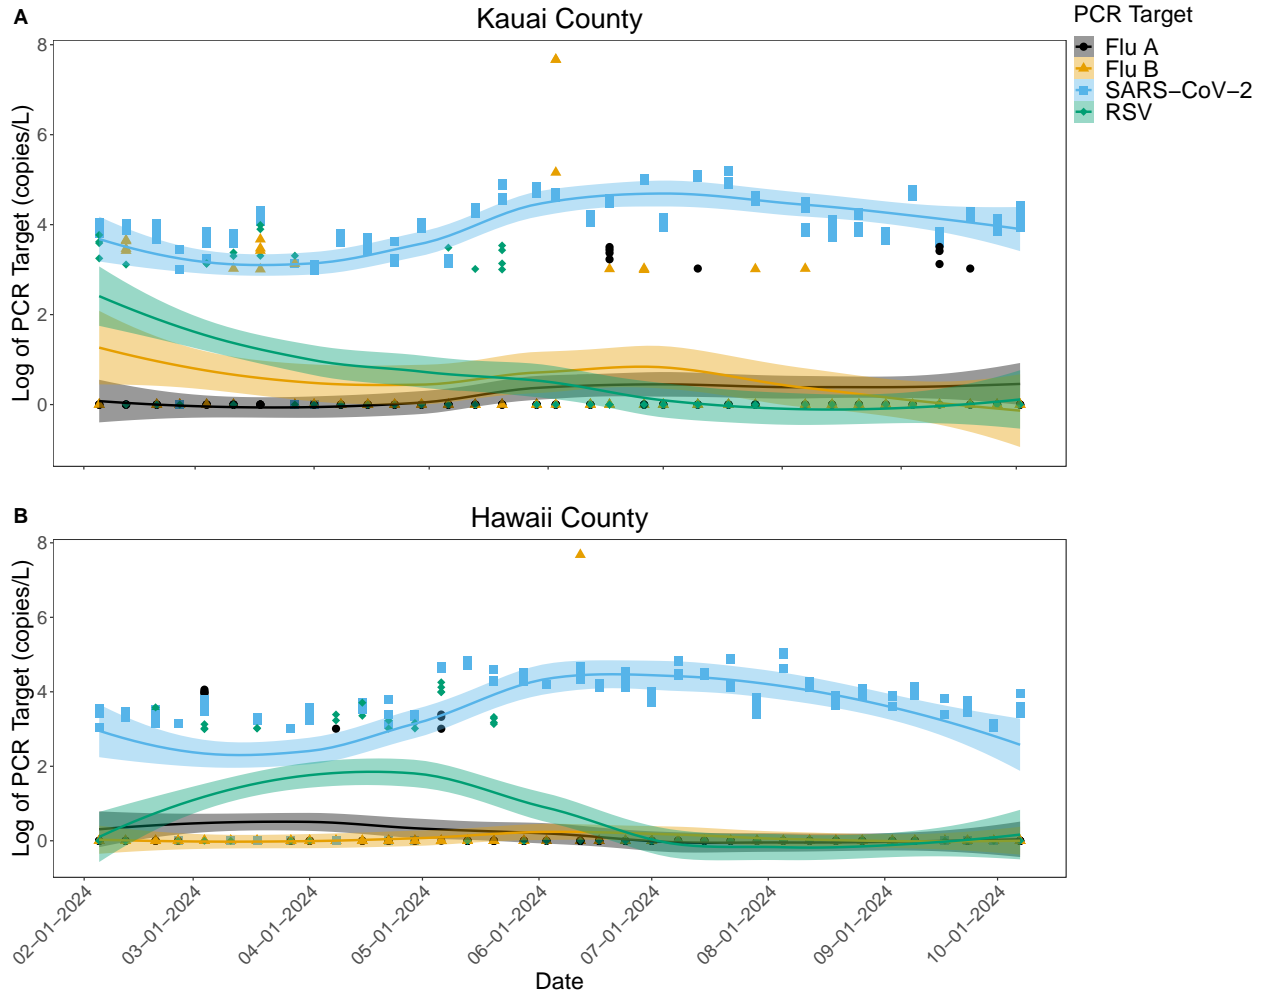 A
Kauai County
PCR Target
Flu A
Flu B
SARS−CoV−2
RSV
Log of PCR Target (copies/L)
8
6
4
2
0
B
Hawaii County
Log of PCR Target (copies/L)
8
6
4
2
0
02−01−2024
03−01−2024
04−01−2024
05−01−2024
06−01−2024
07−01−2024
08−01−2024
09−01−2024
10−01−2024
Date